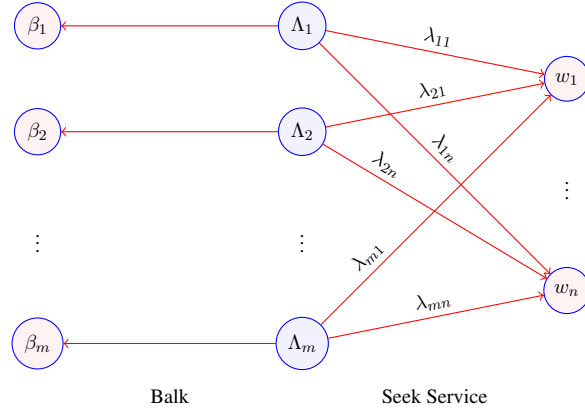 β₁ Λ₁ λ₁₁ w₁
β₂ Λ₂ λ₂₁ λ₁ₙ λ₂ₙ
⋮ ⋮ ⋮
λₘ₁ wₙ
βₘ Λₘ λₘₙ
Balk Seek Service